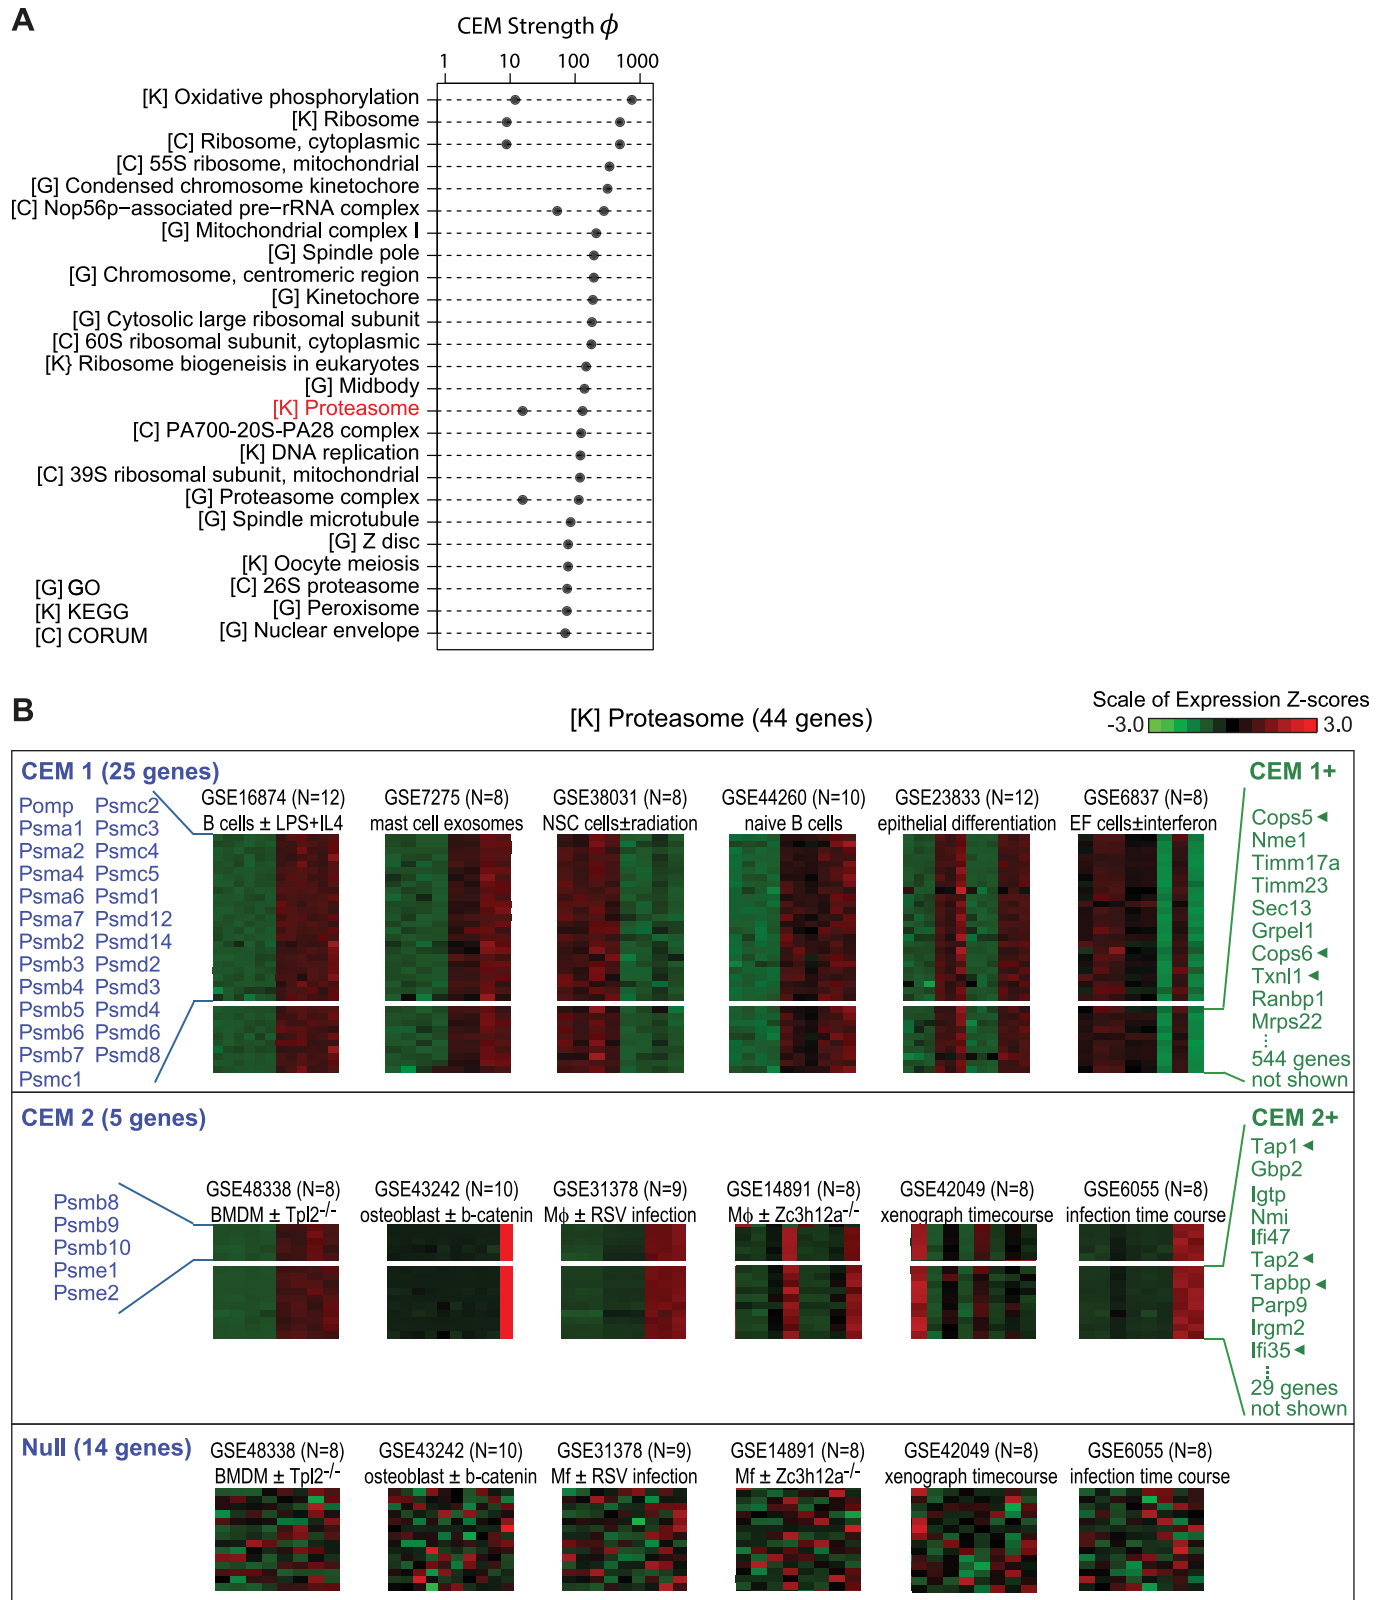 A
CEM Strength ϕ
1 10 100 1000
[K] Oxidative phosphorylation
[K] Ribosome
[C] Ribosome, cytoplasmic
[C] 55S ribosome, mitochondrial
[G] Condensed chromosome kinetochore
[C] Nop56p−associated pre−rRNA complex
[G] Mitochondrial complex I
[G] Spindle pole
[G] Chromosome, centromeric region
[G] Kinetochore
[G] Cytosolic large ribosomal subunit
[C] 60S ribosomal subunit, cytoplasmic
[K} Ribosome biogeneisis in eukaryotes
[G] Midbody
[K] Proteasome
[C] PA700-20S-PA28 complex
[K] DNA replication
[C] 39S ribosomal subunit, mitochondrial
[G] Proteasome complex
[G] Spindle microtubule
[G] Z disc
[K] Oocyte meiosis
[C] 26S proteasome
[G] Peroxisome
[G] Nuclear envelope
[G] GO
[K] KEGG
[C] CORUM
B
[K] Proteasome (44 genes)
Scale of Expression Z-scores
-3.0 3.0
CEM 1 (25 genes)
Pomp Psmc2
Psma1 Psmc3
Psma2 Psmc4
Psma4 Psmc5
Psma6 Psmd1
Psma7 Psmd12
Psmb2 Psmd14
Psmb3 Psmd2
Psmb4 Psmd3
Psmb5 Psmd4
Psmb6 Psmd6
Psmb7 Psmd8
Psmc1
GSE16874 (N=12)
B cells ± LPS+IL4
GSE7275 (N=8)
mast cell exosomes
GSE38031 (N=8)
NSC cells±radiation
GSE44260 (N=10)
naive B cells
GSE23833 (N=12)
epithelial differentiation
GSE6837 (N=8)
EF cells±interferon
CEM 1+
Cops5 ◄
Nme1
Timm17a
Timm23
Sec13
Grpel1
Cops6 ◄
Txnl1 ◄
Ranbp1
Mrps22
⋮
544 genes
not shown
CEM 2 (5 genes)
Psmb8
Psmb9
Psmb10
Psme1
Psme2
GSE48338 (N=8)
BMDM ± Tpl2-/-
GSE43242 (N=10)
osteoblast ± b-catenin
GSE31378 (N=9)
Mϕ ± RSV infection
GSE14891 (N=8)
Mϕ ± Zc3h12a-/-
GSE42049 (N=8)
xenograph timecourse
GSE6055 (N=8)
infection time course
CEM 2+
Tap1 ◄
Gbp2
Igtp
Nmi
Ifi47
Tap2 ◄
Tapbp ◄
Parp9
Irgm2
Ifi35 ◄
⋮
29 genes
not shown
Null (14 genes)
GSE48338 (N=8)
BMDM ± Tpl2-/-
GSE43242 (N=10)
osteoblast ± b-catenin
GSE31378 (N=9)
Mf ± RSV infection
GSE14891 (N=8)
Mf ± Zc3h12a-/-
GSE42049 (N=8)
xenograph timecourse
GSE6055 (N=8)
infection time course